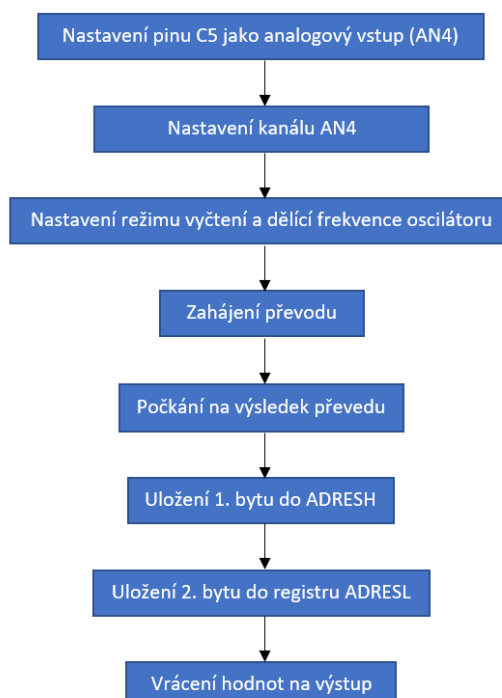 Nastavení pinu C5 jako analogový vstup (AN4)
Nastavení kanálu AN4
Nastavení režimu vyčtení a dělící frekvence oscilátoru
Zahájení převodu
Počkání na výsledek převedu
Uložení 1. bytu do ADRESH
Uložení 2. bytu do registru ADRESL
Vrácení hodnot na výstup